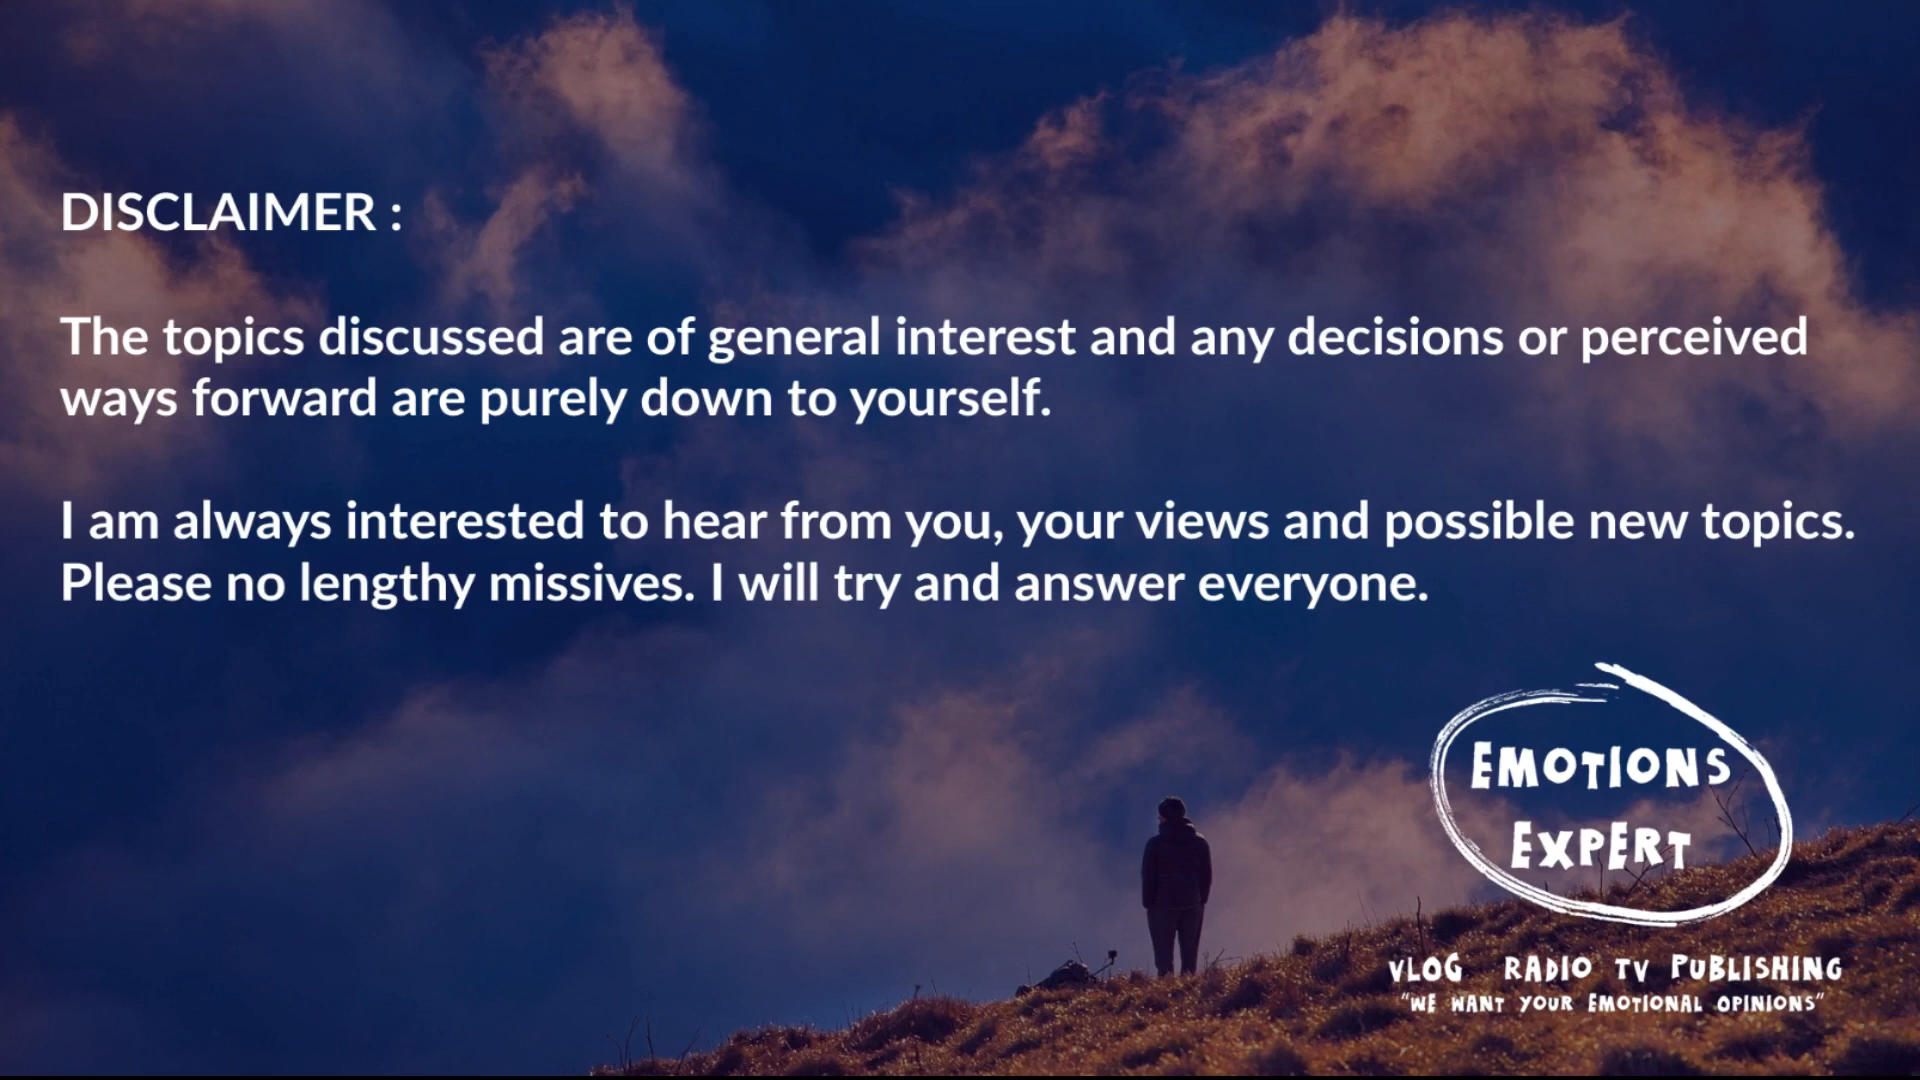 DISCLAIMER :
The topics discussed are of general interest and any decisions or perceived
ways forward are purely down to yourself.
I am always interested to hear from you, your views and possible new topics.
Please no lengthy missives. I will try and answer everyone.
EMOTIONS
EXPERT
VLOG RADIO TV PUBLISHING
"WE WANT YOUR EMOTIONAL OPINIONS"